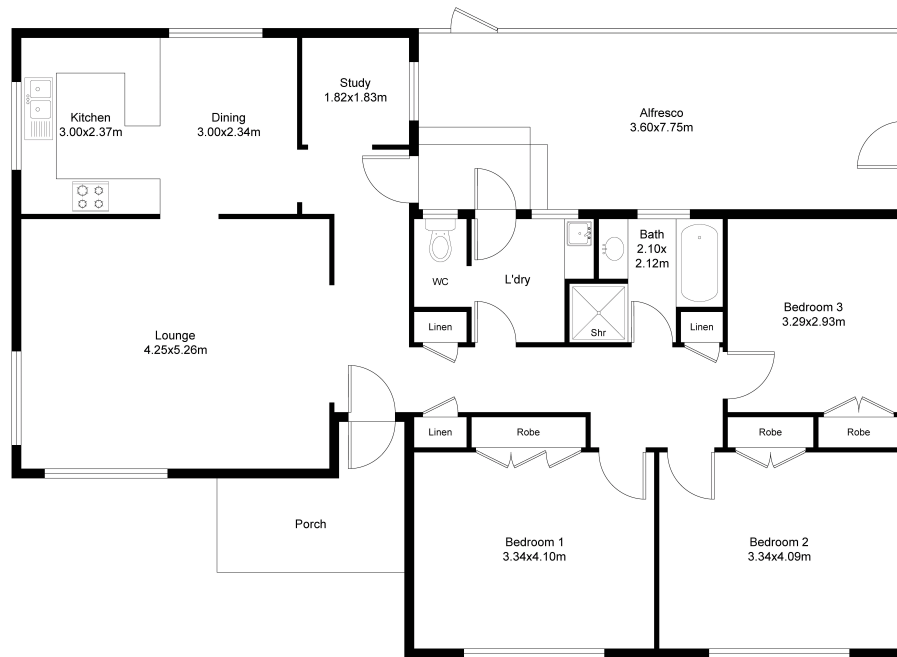 Kitchen
3.00x2.37m
Dining
3.00x2.34m
Study
1.82x1.83m
Alfresco
3.60x7.75m
Bath
2.10x
2.12m
WC
L'dry
Linen
Shr
Linen
Bedroom 3
3.29x2.93m
Lounge
4.25x5.26m
Linen
Robe
Robe
Robe
Porch
Bedroom 1
3.34x4.10m
Bedroom 2
3.34x4.09m